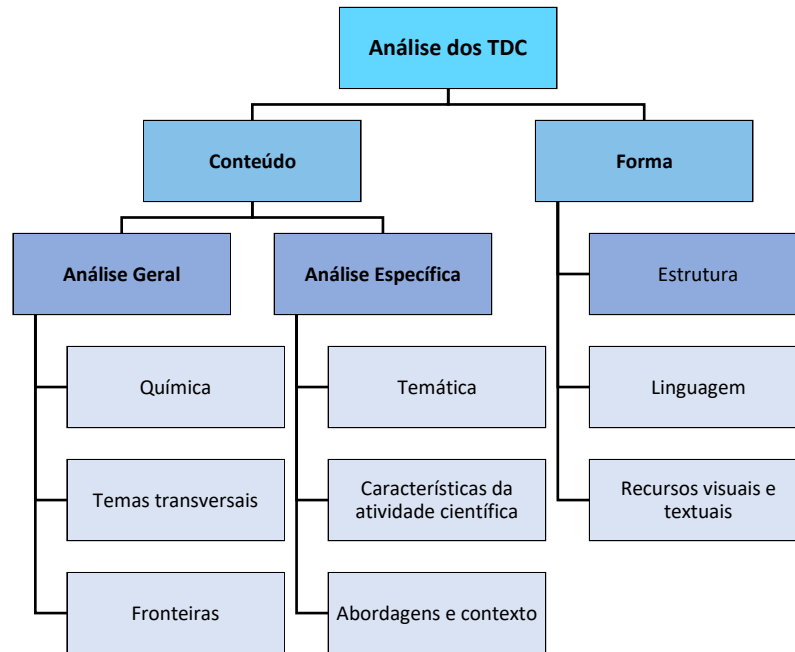 Análise dos TDC
Conteúdo
Forma
Análise Geral
Análise Específica
Estrutura
Química
Temática
Linguagem
Temas transversais
Características da
atividade científica
Recursos visuais e
textuais
Fronteiras
Abordagens e contexto